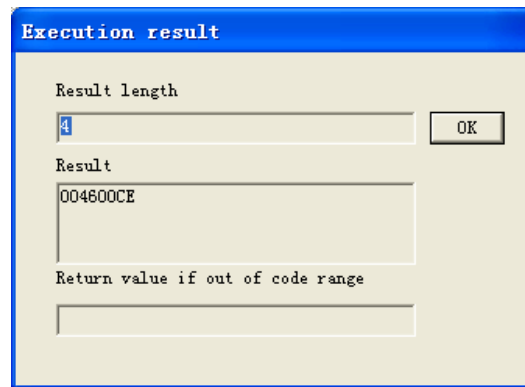 Execution result
Result length
4
OK
Result
004600CE
Return value if out of code range